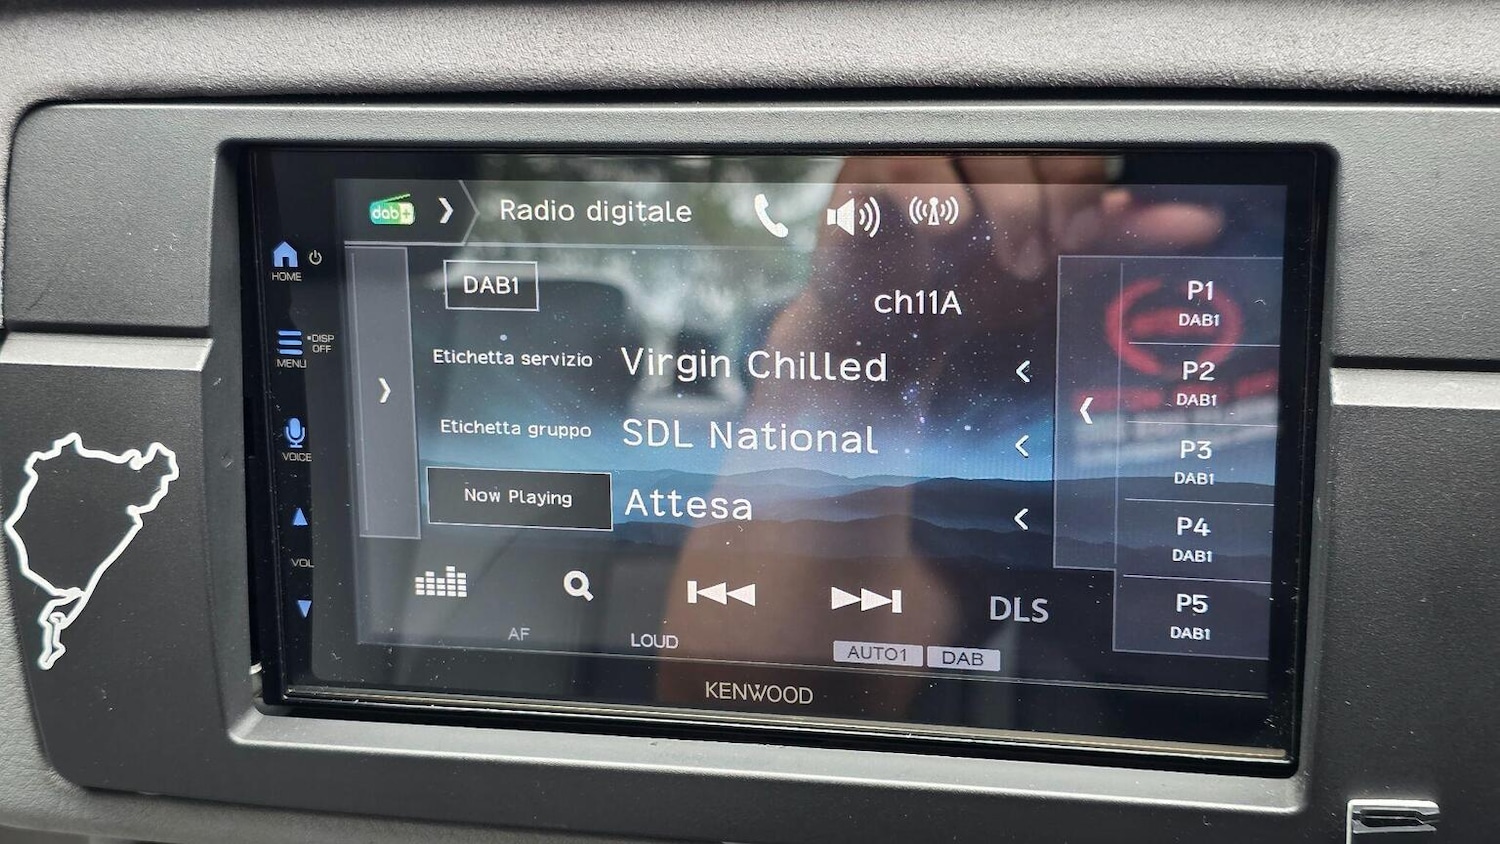 dab+
Radio digitale
HOME
DISP
OFF
MENU
VOICE
VOL
DAB1
ch11A
Etichetta servizio
Virgin Chilled
Etichetta gruppo
SDL National
Now Playing
Attesa
P1
DAB1
P2
DAB1
P3
DAB1
P4
DAB1
P5
DAB1
DLS
AF
LOUD
AUTO1
DAB
KENWOOD